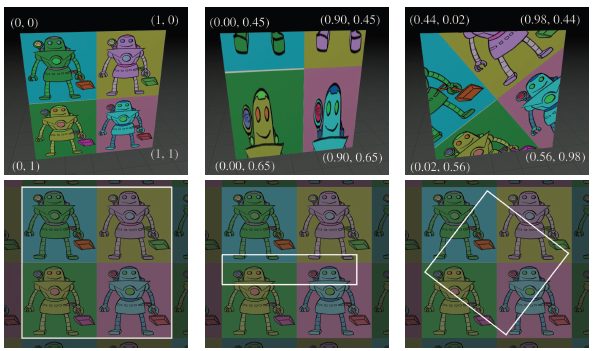 (0, 0) (1, 0)
(0, 1) (1, 1)
(0.00, 0.45) (0.90, 0.45)
(0.00, 0.65) (0.90, 0.65)
(0.44, 0.02) (0.98, 0.44)
(0.02, 0.56) (0.56, 0.98)